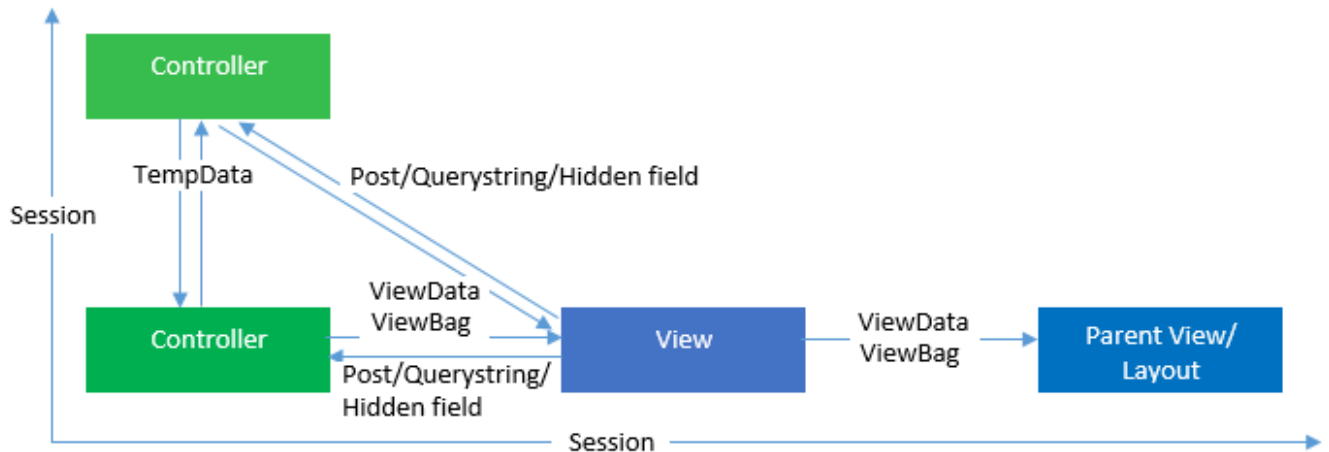 Controller
TempData
Post/Querystring/Hidden field
Session
ViewData
ViewBag
Controller
View
ViewData
ViewBag
Parent View/
Layout
Post/Querystring/
Hidden field
Session